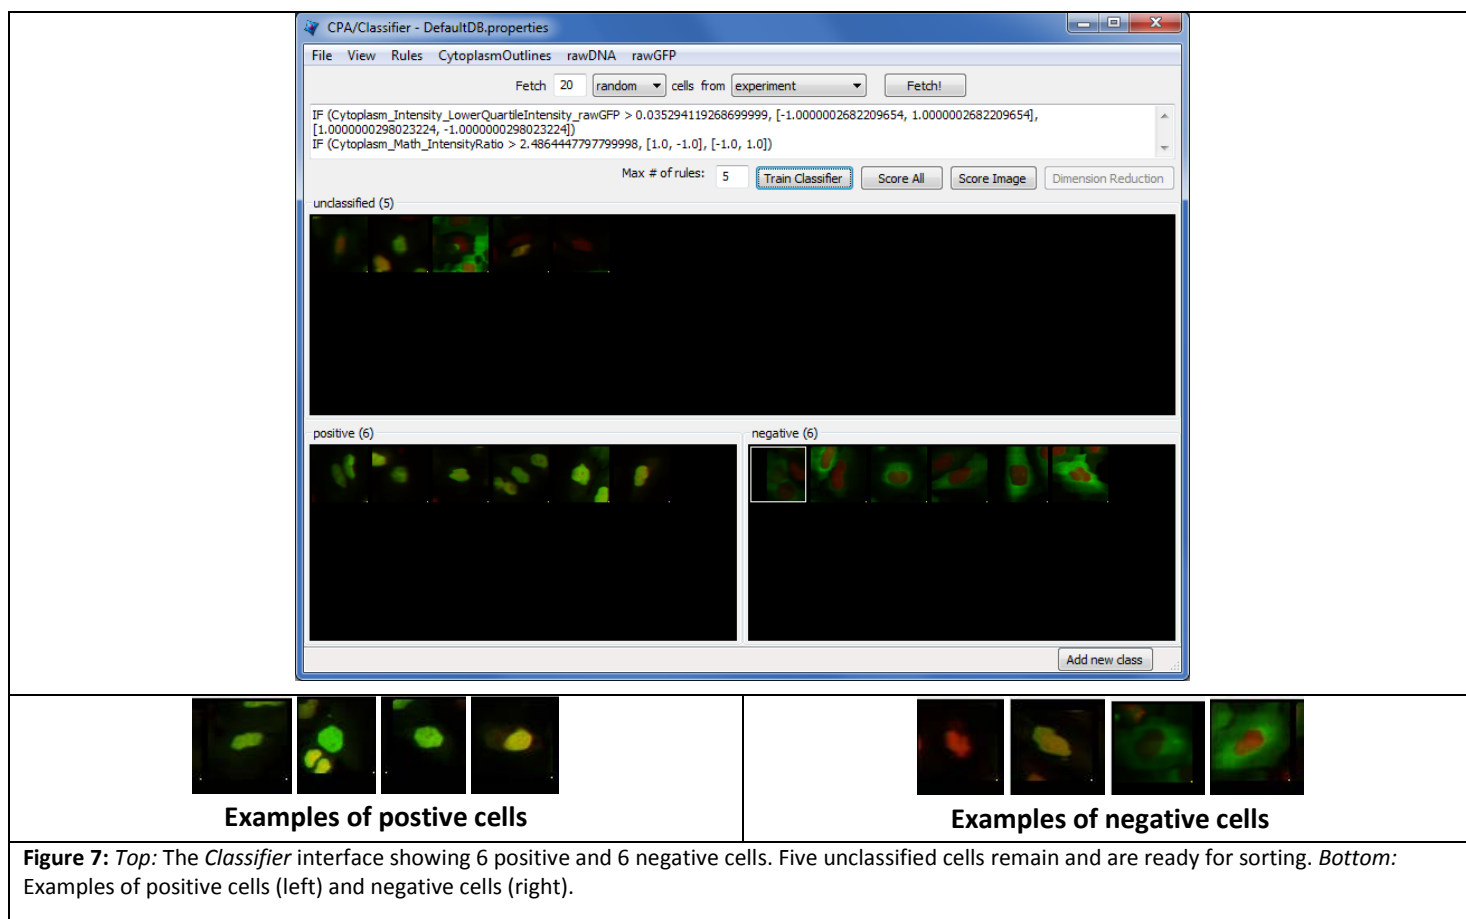 CPA/Classifier - DefaultDB.properties
File View Rules CytoplasmOutlines rawDNA rawGFP
Fetch 20 random cells from experiment Fetch!
IF (Cytoplasm_Intensity_LowerQuartileIntensity_rawGFP > 0.035294119268699999, [-1.0000002682209654, 1.0000002682209654],
[1.0000000298023224, -1.0000000298023224])
IF (Cytoplasm_Math_IntensityRatio > 2.4864447797799998, [1.0, -1.0], [-1.0, 1.0])
Max # of rules: 5 Train Classifier Score All Score Image Dimension Reduction
unclassified (5)
positive (6) negative (6)
Add new class
Examples of postive cells
Examples of negative cells
Figure 7: Top: The Classifier interface showing 6 positive and 6 negative cells. Five unclassified cells remain and are ready for sorting. Bottom:
Examples of positive cells (left) and negative cells (right).